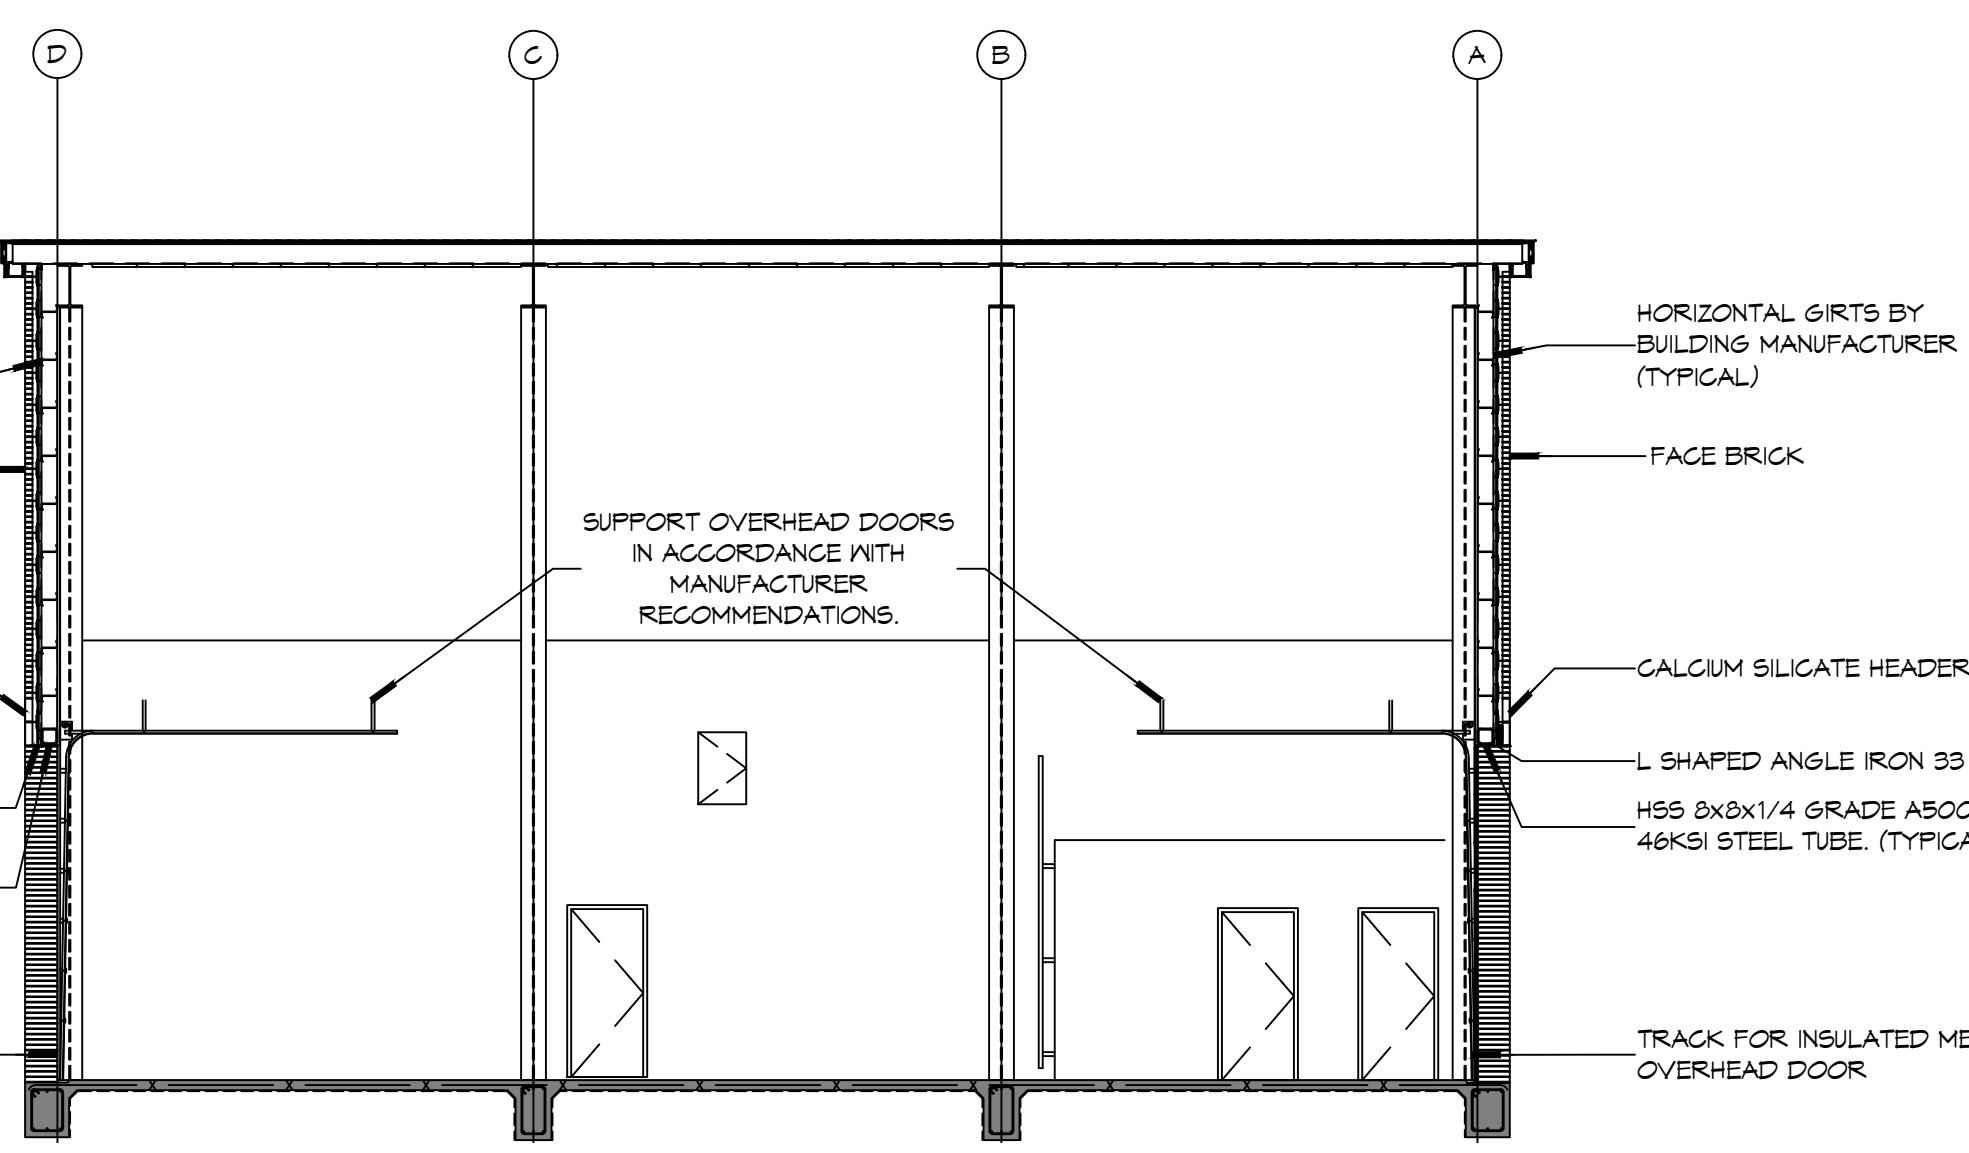 D
C
B
A
HORIZONTAL GIRTS BY
BUILDING MANUFACTURER
(TYPICAL)
FACE BRICK
SUPPORT OVERHEAD DOORS
IN ACCORDANCE WITH
MANUFACTURER
RECOMMENDATIONS.
CALCIUM SILICATE HEADER
L SHAPED ANGLE IRON 33
HSS 8x8x1/4 GRADE A500
46KSI STEEL TUBE. (TYPICA
TRACK FOR INSULATED ME
OVERHEAD DOOR